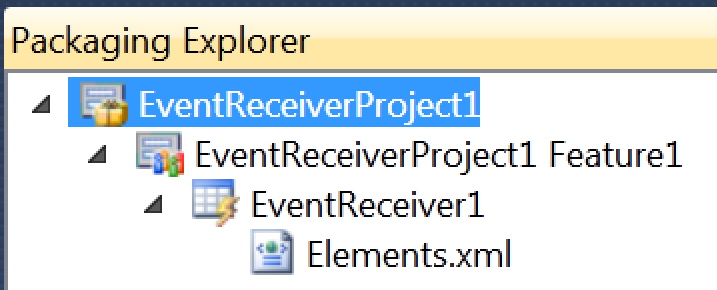 Packaging Explorer
EventReceiverProject1
EventReceiverProject1 Feature1
EventReceiver1
Elements.xml